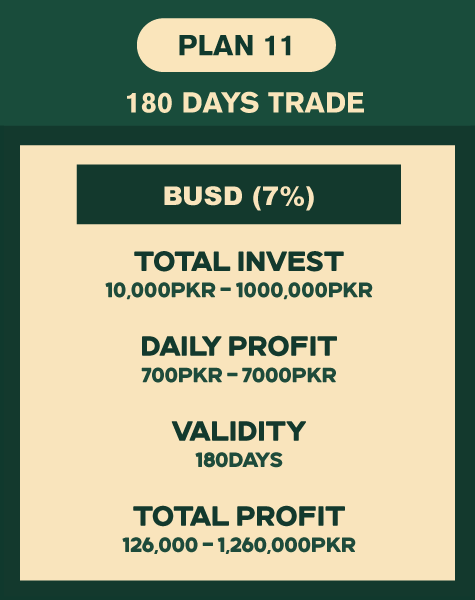 PLAN 11
180 DAYS TRADE
BUSD (7%)
TOTAL INVEST
10,000PKR – 1000,000PKR
DAILY PROFIT
700PKR – 7000PKR
VALIDITY
180DAYS
TOTAL PROFIT
126,000 – 1,260,000PKR